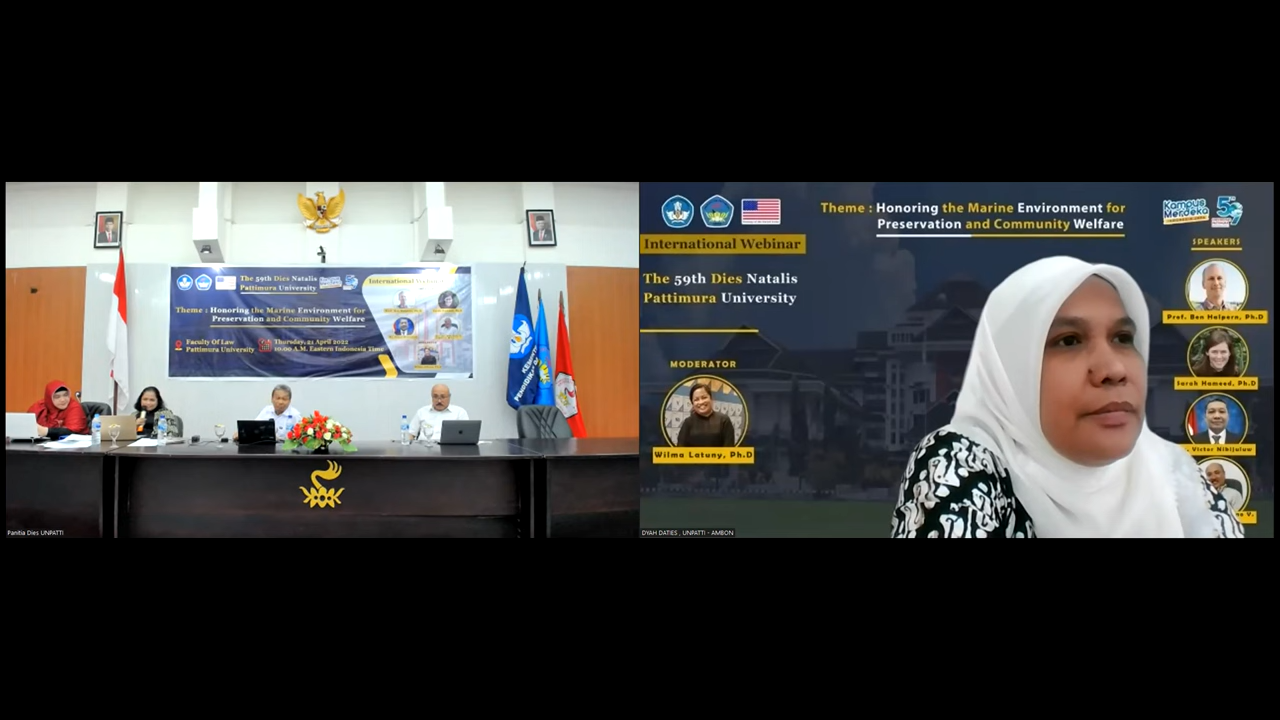 The 59th Dies Natalis
Pattimura University
International
Theme : Honoring the Marine Environment for
Preservation and Community Welfare
Faculty Of Law
Pattimura University
Thursday, 21 April 2022
10.00 A.M. Eastern Indonesia Time
Panitia Dies UNPATTI
Theme : Honoring the Marine Environment for
Preservation and Community Welfare
Kampus
Merdeka
International Webinar
SPEAKERS
The 59th Dies Natalis
Pattimura University
Prof. Ben Halpern, Ph.D
MODERATOR
Sarah Hameed, Ph.D
Victor Nikijuluw
Wilma Latuny, Ph.D
DYAH DATIES , UNPATTI - AMBON